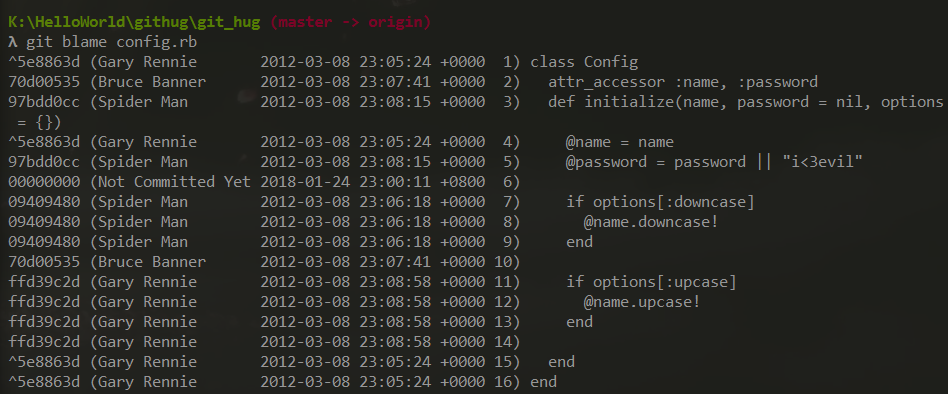 K:\HelloWorld\githug\git_hug (master -> origin)
λ git blame config.rb
^5e8863d (Gary Rennie       2012-03-08 23:05:24 +0000  1) class Config
70d00535 (Bruce Banner      2012-03-08 23:07:41 +0000  2)   attr_accessor :name, :password
97bdd0cc (Spider Man        2012-03-08 23:08:15 +0000  3)   def initialize(name, password = nil, options
 = {})
^5e8863d (Gary Rennie       2012-03-08 23:05:24 +0000  4)     @name = name
97bdd0cc (Spider Man        2012-03-08 23:08:15 +0000  5)     @password = password || "i<3evil"
00000000 (Not Committed Yet 2018-01-24 23:00:11 +0800  6)
09409480 (Spider Man        2012-03-08 23:06:18 +0000  7)     if options[:downcase]
09409480 (Spider Man        2012-03-08 23:06:18 +0000  8)       @name.downcase!
09409480 (Spider Man        2012-03-08 23:06:18 +0000  9)     end
70d00535 (Bruce Banner      2012-03-08 23:07:41 +0000 10)
ffd39c2d (Gary Rennie       2012-03-08 23:08:58 +0000 11)     if options[:upcase]
ffd39c2d (Gary Rennie       2012-03-08 23:08:58 +0000 12)       @name.upcase!
ffd39c2d (Gary Rennie       2012-03-08 23:08:58 +0000 13)     end
ffd39c2d (Gary Rennie       2012-03-08 23:08:58 +0000 14)
^5e8863d (Gary Rennie       2012-03-08 23:05:24 +0000 15)   end
^5e8863d (Gary Rennie       2012-03-08 23:05:24 +0000 16) end